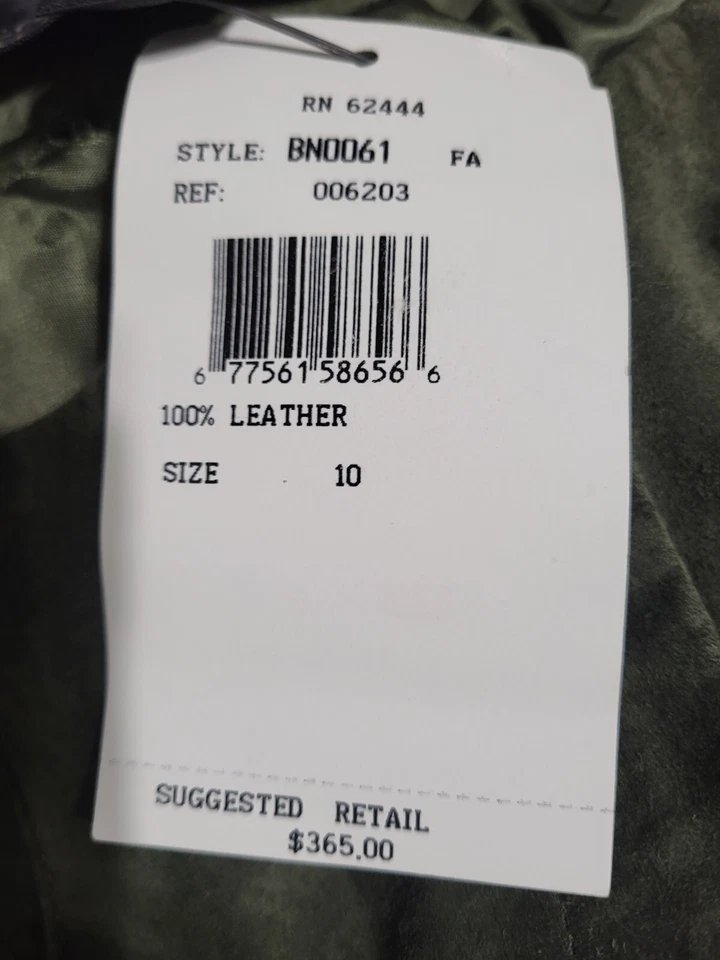 RN 62444
STYLE: BN0061 FA
REF: 006203
6 77561 58656 6
100% LEATHER
SIZE 10
SUGGESTED RETAIL
$365.00